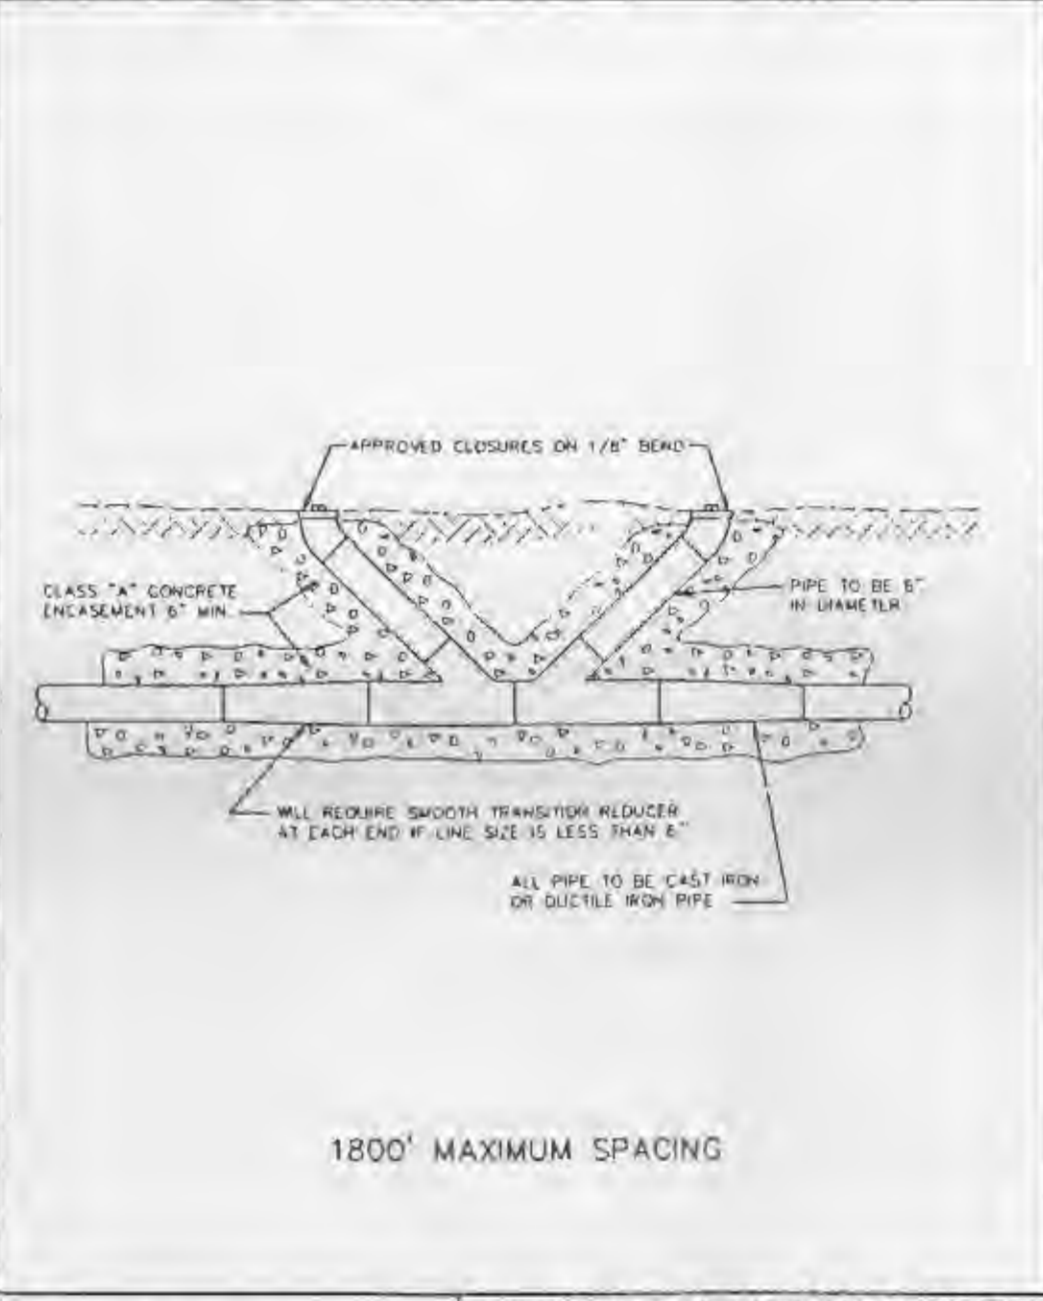 APPROVED CLOSURES ON 1/8" BEND
CLASS "A" CONCRETE
ENCASEMENT 6" MIN.
PIPE TO BE 6"
IN DIAMETER
WILL REQUIRE SMOOTH TRANSITION REDUCER
AT EACH END IF LINE SIZE IS LESS THAN 6"
ALL PIPE TO BE CAST IRON
OR DUCTILE IRON PIPE
1800' MAXIMUM SPACING